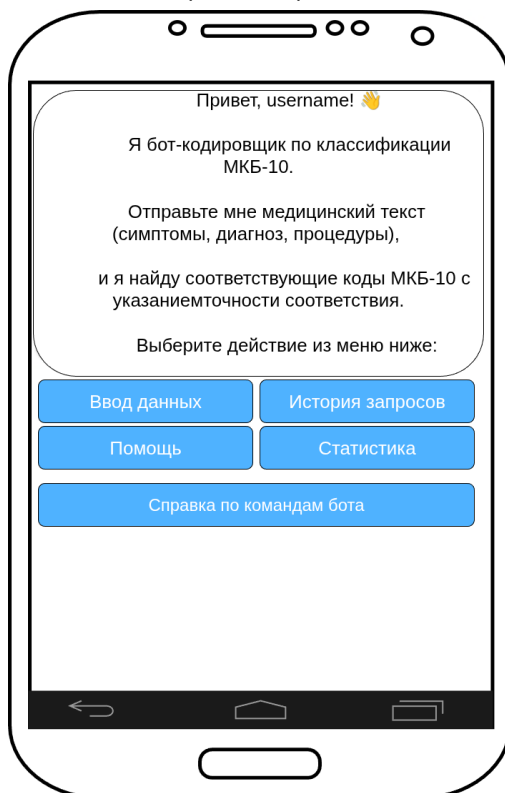 Привет, username! 👋
Я бот-кодировщик по классификации
МКБ-10.
Отправьте мне медицинский текст
(симптомы, диагноз, процедуры),
и я найду соответствующие коды МКБ-10 с
указаниемточности соответствия.
Выберите действие из меню ниже:
Ввод данных
История запросов
Помощь
Статистика
Справка по командам бота